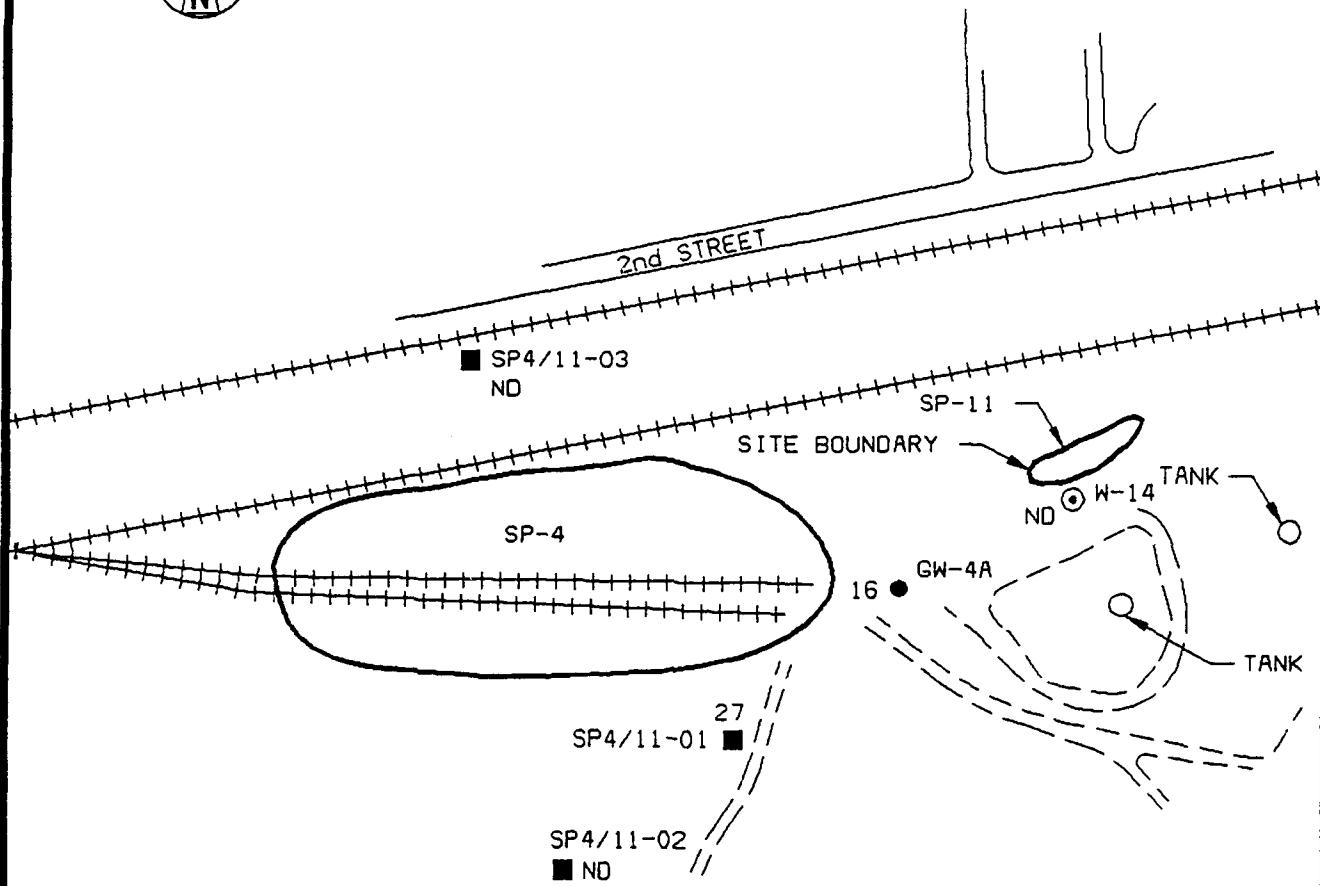 N
2nd STREET
SP4/11-03
ND
SP-11
SITE BOUNDARY
W-14
TANK
ND
SP-4
GW-4A
16
TANK
27
SP4/11-01
SP4/11-02
ND